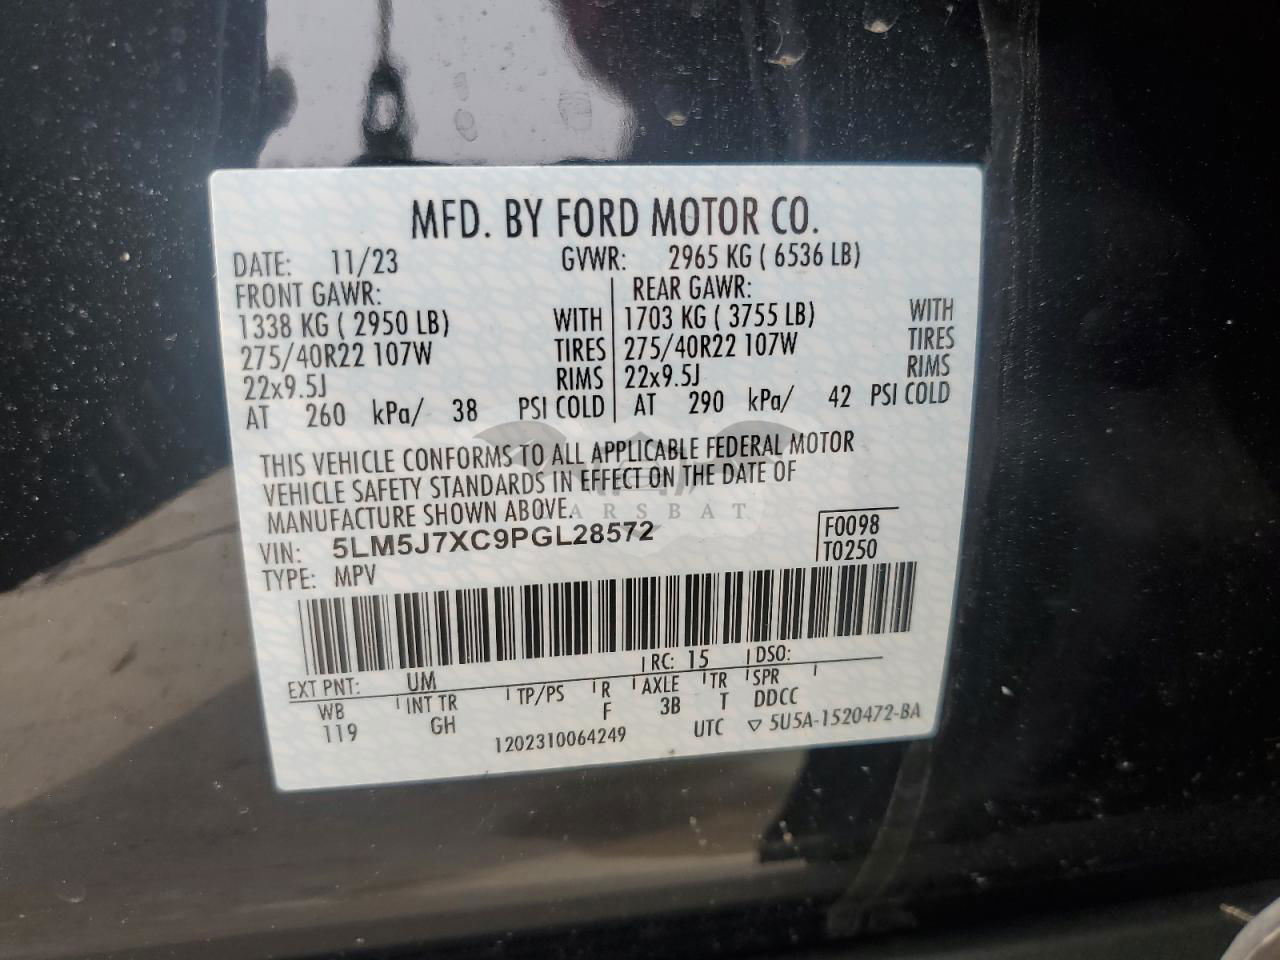 MFD. BY FORD MOTOR CO.
DATE: 11/23 GVWR: 2965 KG ( 6536 LB)
FRONT GAWR: REAR GAWR:
1338 KG ( 2950 LB) WITH 1703 KG ( 3755 LB) WITH
275/40R22 107W TIRES 275/40R22 107W TIRES
22x9.5J RIMS 22x9.5J RIMS
AT 260 kPa/ 38 PSI COLD AT 290 kPa/ 42 PSI COLD
THIS VEHICLE CONFORMS TO ALL APPLICABLE FEDERAL MOTOR
VEHICLE SAFETY STANDARDS IN EFFECT ON THE DATE OF
MANUFACTURE SHOWN ABOVE.
ARSBAT
VIN: 5LM5J7XC9PGL28572 F0098
TYPE: MPV T0250
RC: 15 DSO:
EXT PNT: UM
WB INT TR TP/PS R AXLE TR SPR
119 GH F 3B T DDCC
1202310064249 UTC ▽ 5U5A-1520472-BA